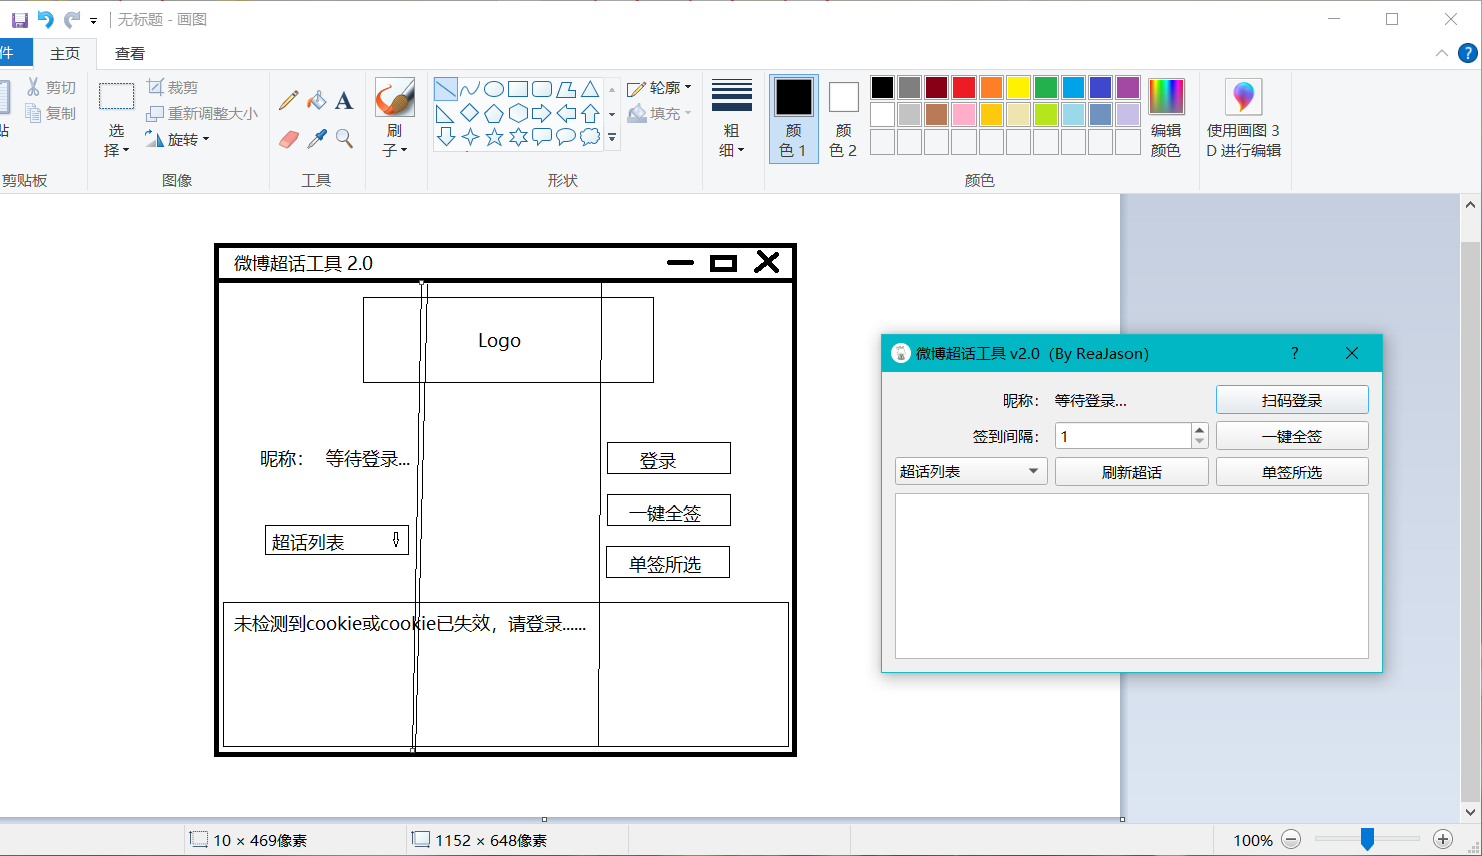 无标题 - 画图
件 主页 查看
剪切
复制
贴
剪贴板
选
择
裁剪
重新调整大小
旋转
图像
A
工具
刷
子
轮廓
填充
形状
粗
细
颜
色 1
颜
色 2
编辑
颜色
颜色
使用画图 3
D 进行编辑
?
微博超话工具 2.0
Logo
昵称： 等待登录...
登录
一键全签
超话列表
单签所选
未检测到cookie或cookie已失效，请登录......
微博超话工具 v2.0（By ReaJason） ?
昵称： 等待登录... 扫码登录
签到间隔： 1 一键全签
超话列表 刷新超话 单签所选
10 × 469像素 1152 × 648像素 100%